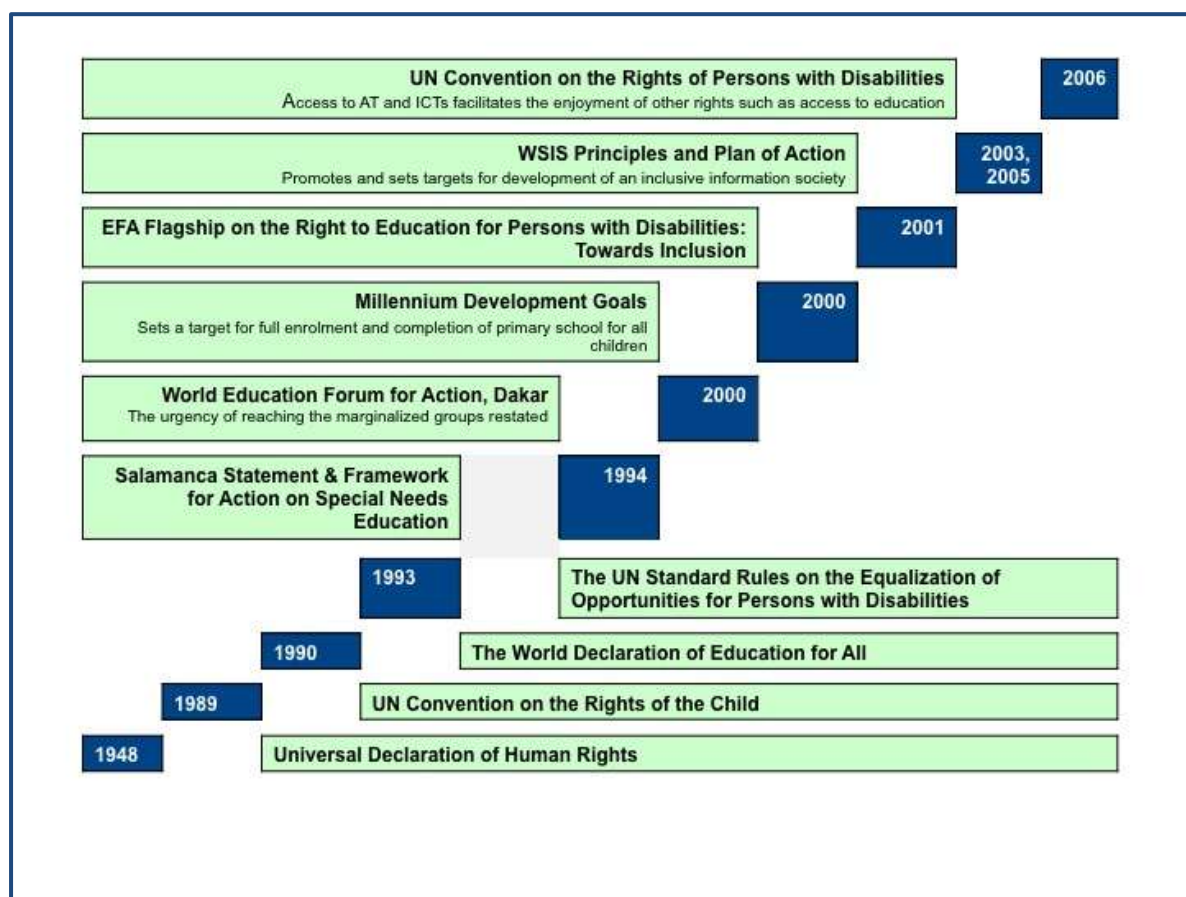 UN Convention on the Rights of Persons with Disabilities
Access to AT and ICTs facilitates the enjoyment of other rights such as access to education
2006
WSIS Principles and Plan of Action
Promotes and sets targets for development of an inclusive information society
2003,
2005
EFA Flagship on the Right to Education for Persons with Disabilities:
Towards Inclusion
2001
Millennium Development Goals
Sets a target for full enrolment and completion of primary school for all
children
2000
World Education Forum for Action, Dakar
The urgency of reaching the marginalized groups restated
2000
Salamanca Statement & Framework
for Action on Special Needs
Education
1994
1993
The UN Standard Rules on the Equalization of
Opportunities for Persons with Disabilities
1990
The World Declaration of Education for All
1989
UN Convention on the Rights of the Child
1948
Universal Declaration of Human Rights